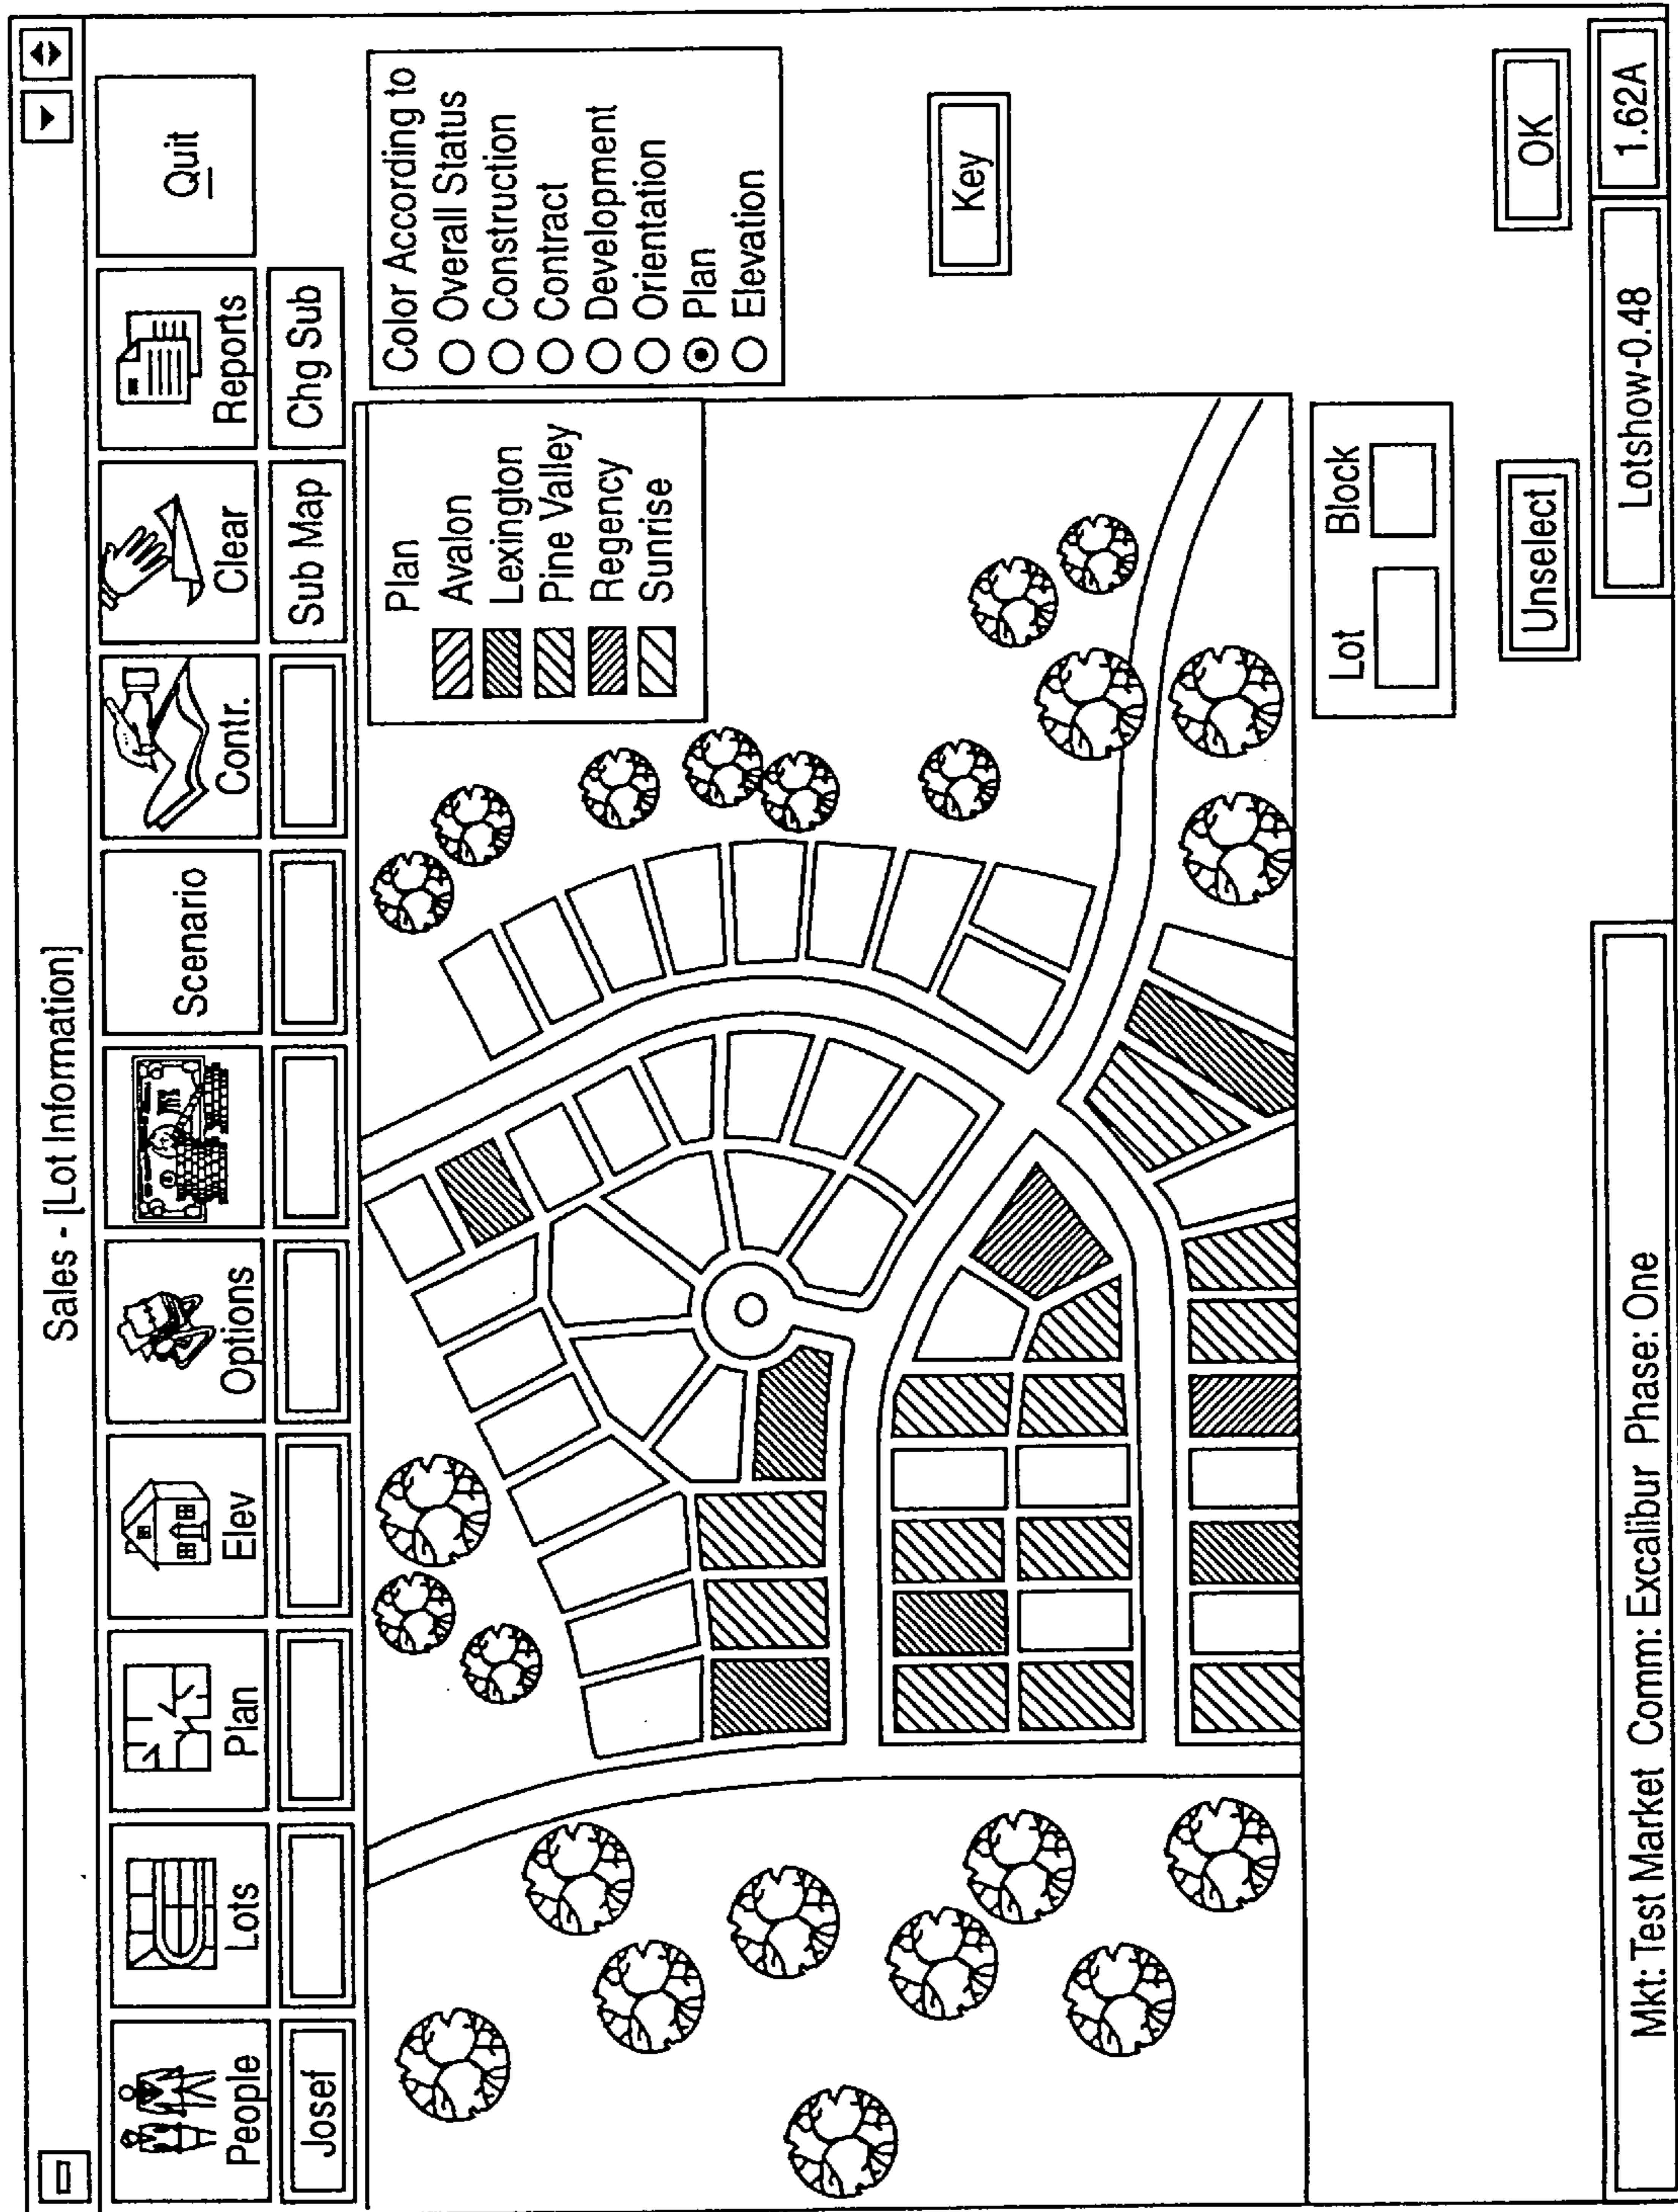 Sales - [Lot Information]
People
Lots
Plan
Elev
Options
Scenario
Contr.
Clear
Reports
Quit
Josef
Sub Map
Chg Sub
Plan
Avalon
Lexington
Pine Valley
Regency
Sunrise
Color According to
Overall Status
Construction
Contract
Development
Orientation
Plan
Elevation
Key
Lot
Block
Unselect
OK
Mkt: Test Market Comm: Excalibur Phase: One
Lotshow-0.48
1.62A